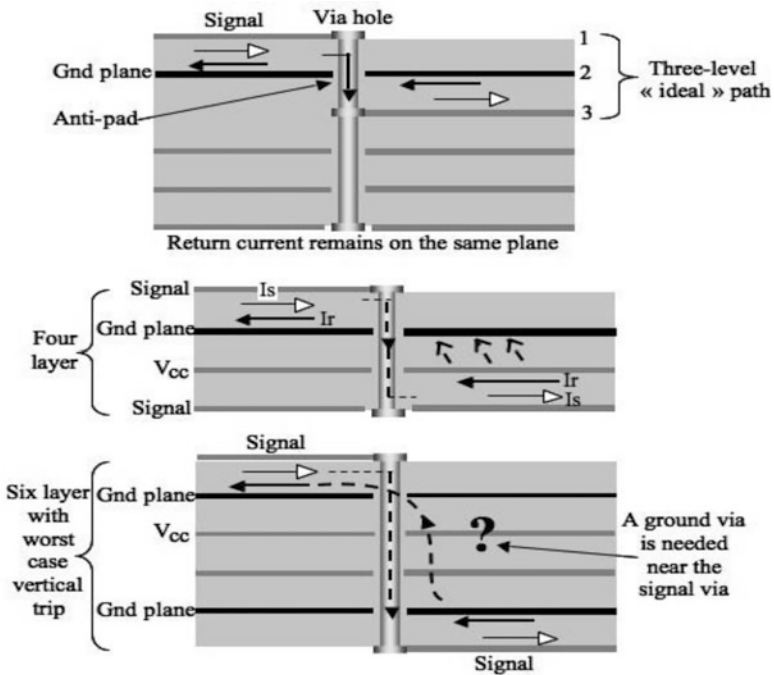 Signal
Via hole
1
Gnd plane
2
Three-level
« ideal » path
Anti-pad
3
Return current remains on the same plane
Signal
Is
Ir
Gnd plane
Four
layer
Vcc
Ir
Is
Signal
Signal
Six layer
with
worst
case
vertical
trip
Gnd plane
Vcc
?
A ground via
is needed
near the
signal via
Gnd plane
Signal